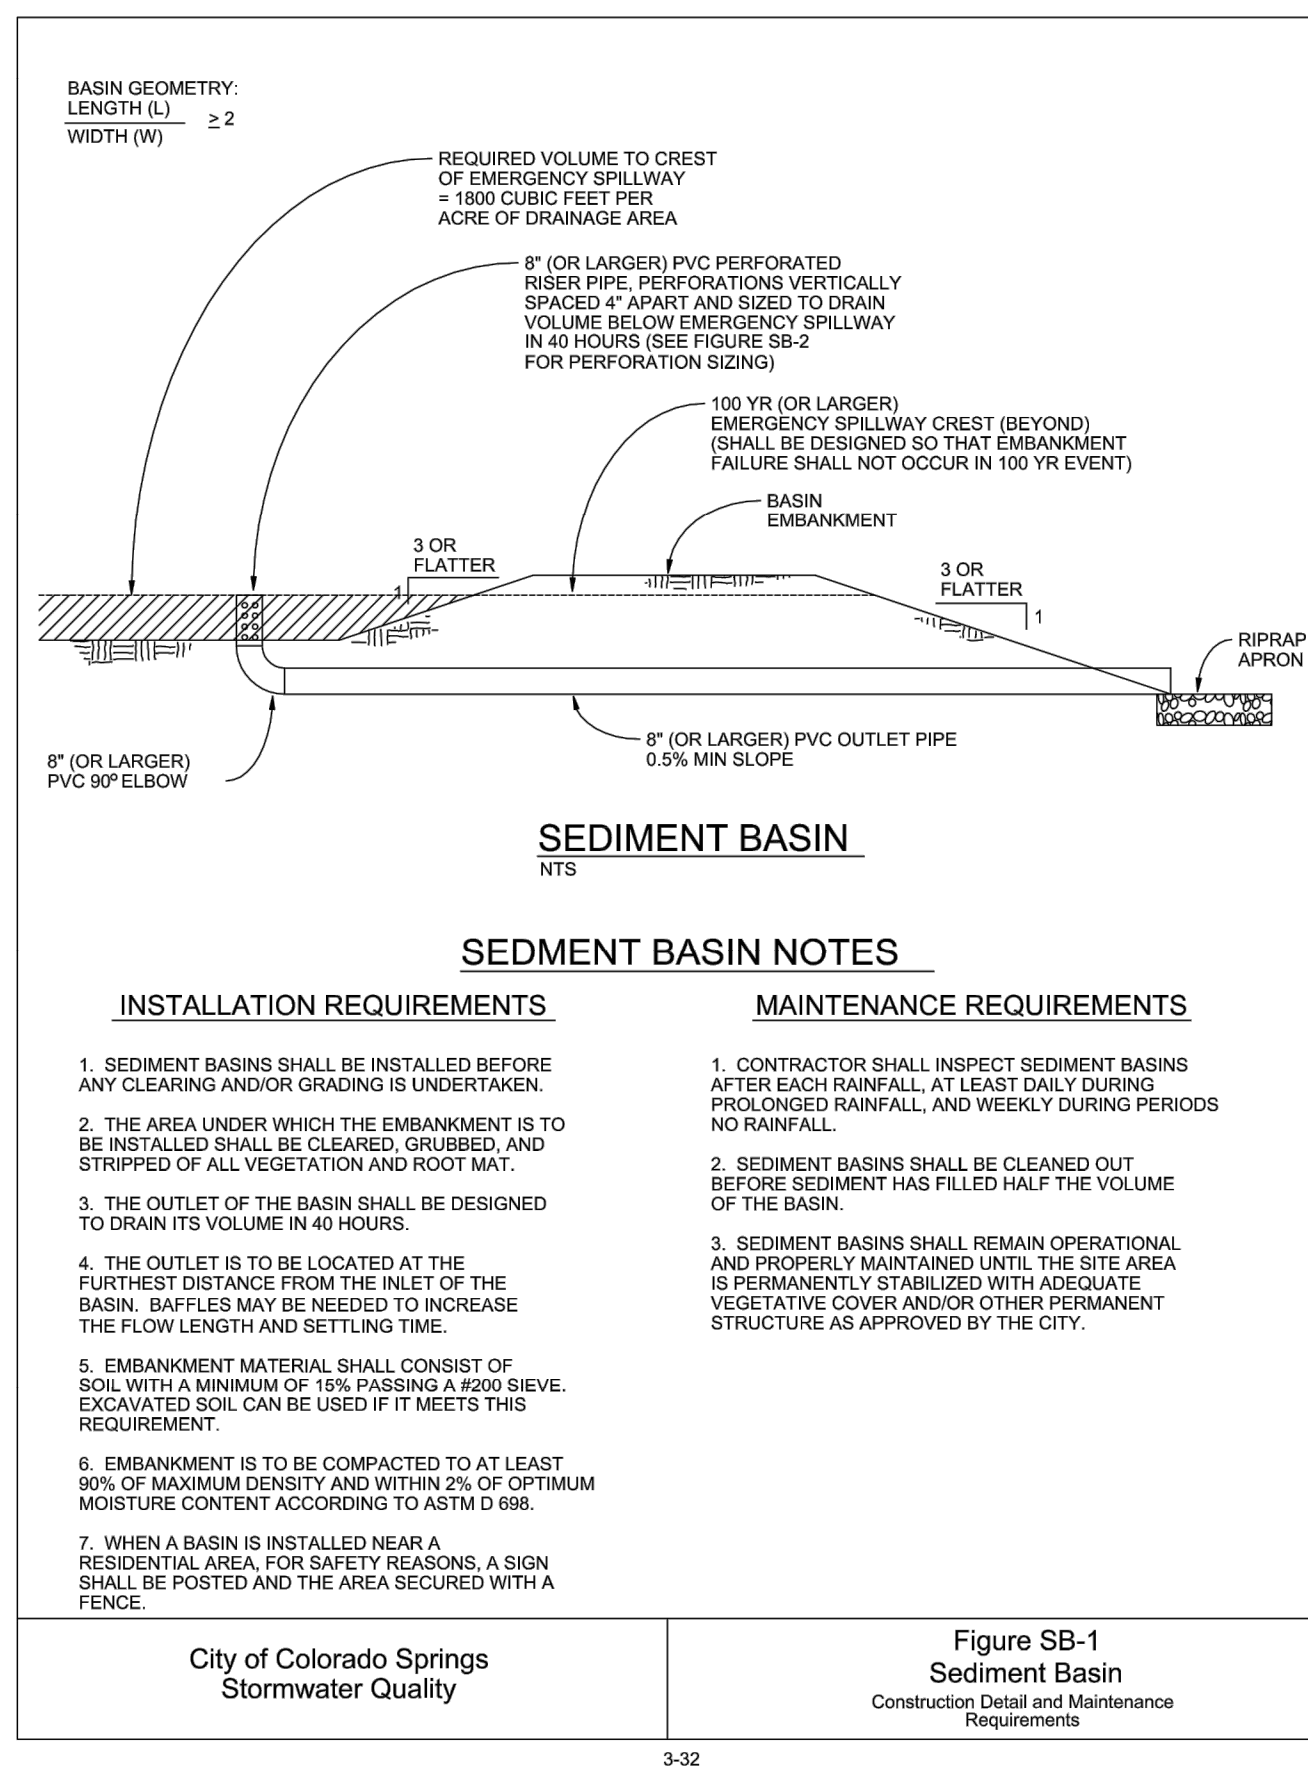 BASIN GEOMETRY:
LENGTH (L)
WIDTH (W)
≥ 2
REQUIRED VOLUME TO CREST
OF EMERGENCY SPILLWAY
= 1800 CUBIC FEET PER
ACRE OF DRAINAGE AREA
8" (OR LARGER) PVC PERFORATED
RISER PIPE, PERFORATIONS VERTICALLY
SPACED 4" APART AND SIZED TO DRAIN
VOLUME BELOW EMERGENCY SPILLWAY
IN 40 HOURS (SEE FIGURE SB-2
FOR PERFORATION SIZING)
100 YR (OR LARGER)
EMERGENCY SPILLWAY CREST (BEYOND)
(SHALL BE DESIGNED SO THAT EMBANKMENT
FAILURE SHALL NOT OCCUR IN 100 YR EVENT)
BASIN
EMBANKMENT
3 OR
FLATTER
1
3 OR
FLATTER
1
RIPRAP
APRON
8" (OR LARGER) PVC OUTLET PIPE
0.5% MIN SLOPE
8" (OR LARGER)
PVC 90º ELBOW
SEDIMENT BASIN
NTS
SEDMENT BASIN NOTES
INSTALLATION REQUIREMENTS
1. SEDIMENT BASINS SHALL BE INSTALLED BEFORE
ANY CLEARING AND/OR GRADING IS UNDERTAKEN.
2. THE AREA UNDER WHICH THE EMBANKMENT IS TO
BE INSTALLED SHALL BE CLEARED, GRUBBED, AND
STRIPPED OF ALL VEGETATION AND ROOT MAT.
3. THE OUTLET OF THE BASIN SHALL BE DESIGNED
TO DRAIN ITS VOLUME IN 40 HOURS.
4. THE OUTLET IS TO BE LOCATED AT THE
FURTHEST DISTANCE FROM THE INLET OF THE
BASIN. BAFFLES MAY BE NEEDED TO INCREASE
THE FLOW LENGTH AND SETTLING TIME.
5. EMBANKMENT MATERIAL SHALL CONSIST OF
SOIL WITH A MINIMUM OF 15% PASSING A #200 SIEVE.
EXCAVATED SOIL CAN BE USED IF IT MEETS THIS
REQUIREMENT.
6. EMBANKMENT IS TO BE COMPACTED TO AT LEAST
90% OF MAXIMUM DENSITY AND WITHIN 2% OF OPTIMUM
MOISTURE CONTENT ACCORDING TO ASTM D 698.
7. WHEN A BASIN IS INSTALLED NEAR A
RESIDENTIAL AREA, FOR SAFETY REASONS, A SIGN
SHALL BE POSTED AND THE AREA SECURED WITH A
FENCE.
MAINTENANCE REQUIREMENTS
1. CONTRACTOR SHALL INSPECT SEDIMENT BASINS
AFTER EACH RAINFALL, AT LEAST DAILY DURING
PROLONGED RAINFALL, AND WEEKLY DURING PERIODS
NO RAINFALL.
2. SEDIMENT BASINS SHALL BE CLEANED OUT
BEFORE SEDIMENT HAS FILLED HALF THE VOLUME
OF THE BASIN.
3. SEDIMENT BASINS SHALL REMAIN OPERATIONAL
AND PROPERLY MAINTAINED UNTIL THE SITE AREA
IS PERMANENTLY STABILIZED WITH ADEQUATE
VEGETATIVE COVER AND/OR OTHER PERMANENT
STRUCTURE AS APPROVED BY THE CITY.
City of Colorado Springs
Stormwater Quality
Figure SB-1
Sediment Basin
Construction Detail and Maintenance
Requirements
3-32